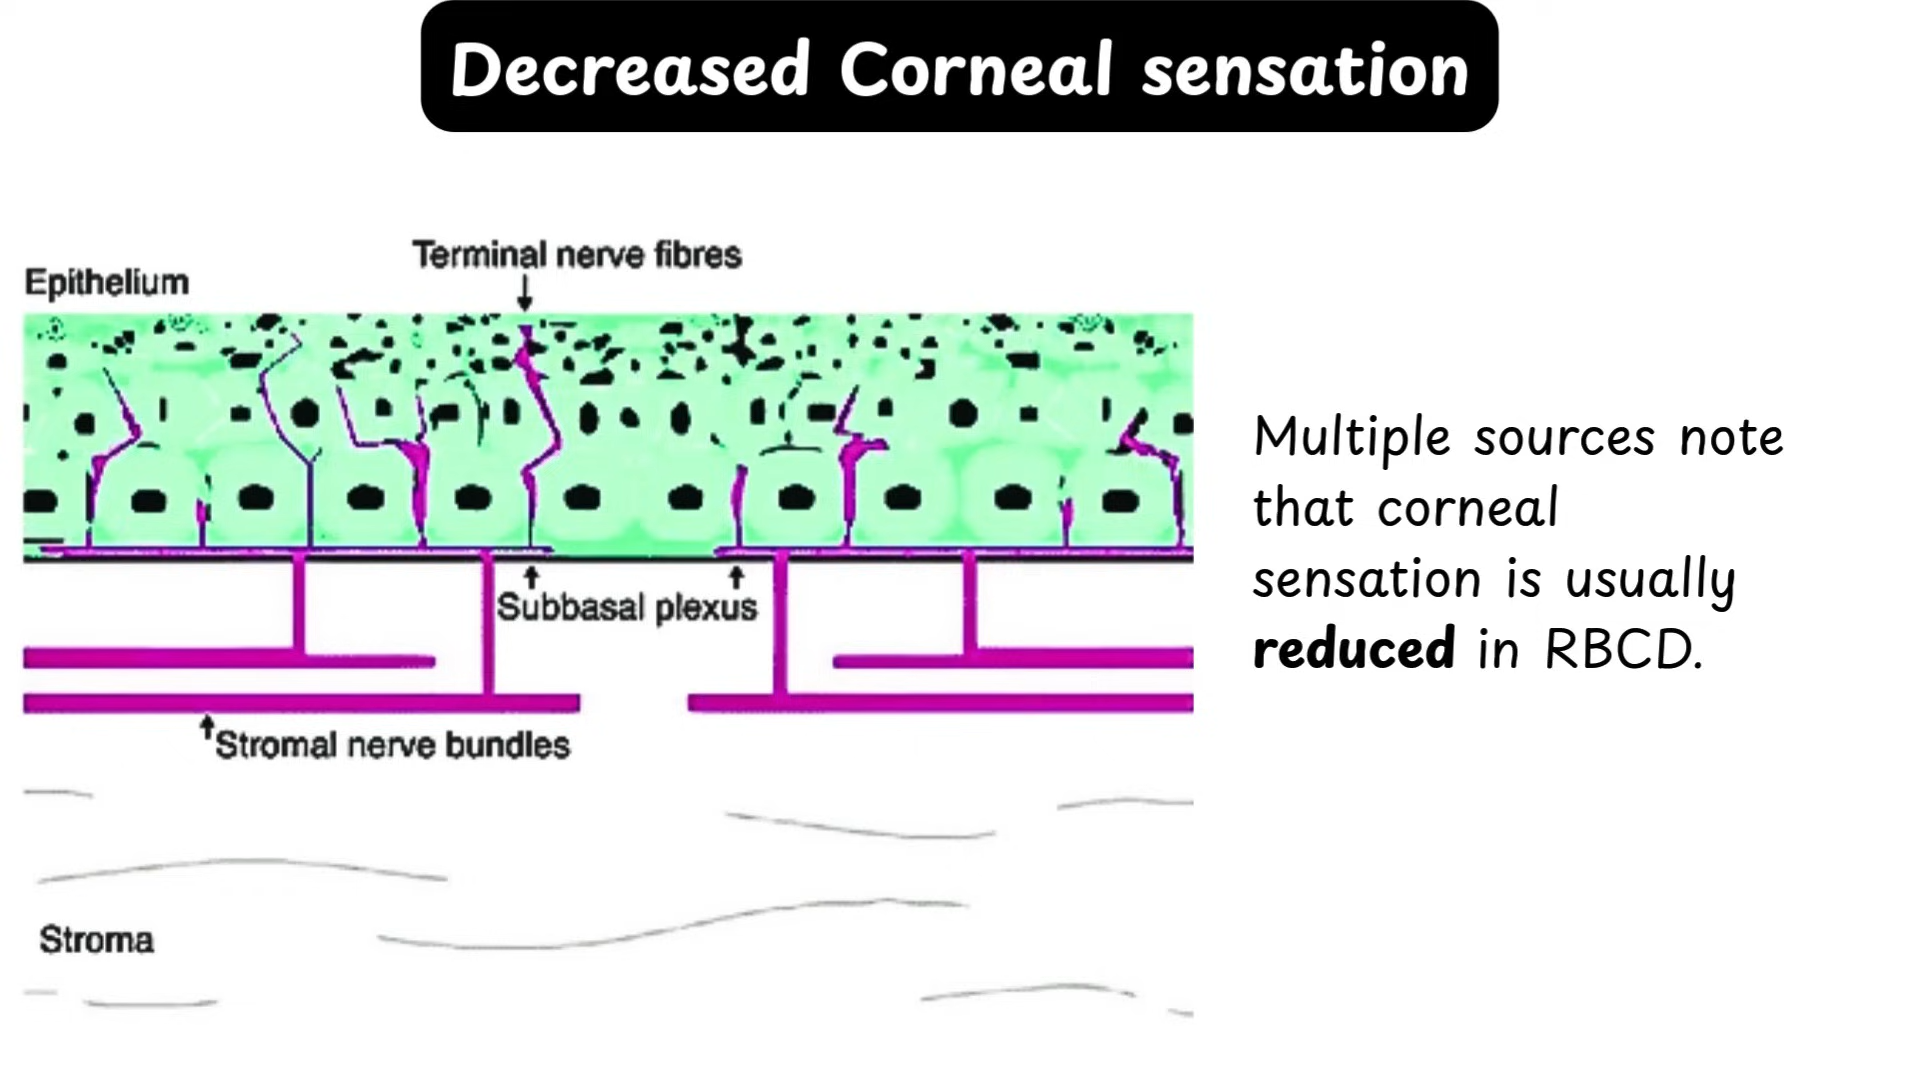 Decreased Corneal sensation
Terminal nerve fibres
Epithelium
Subbasal plexus
Stromal nerve bundles
Stroma
Multiple sources note
that corneal
sensation is usually
reduced in RBCD.